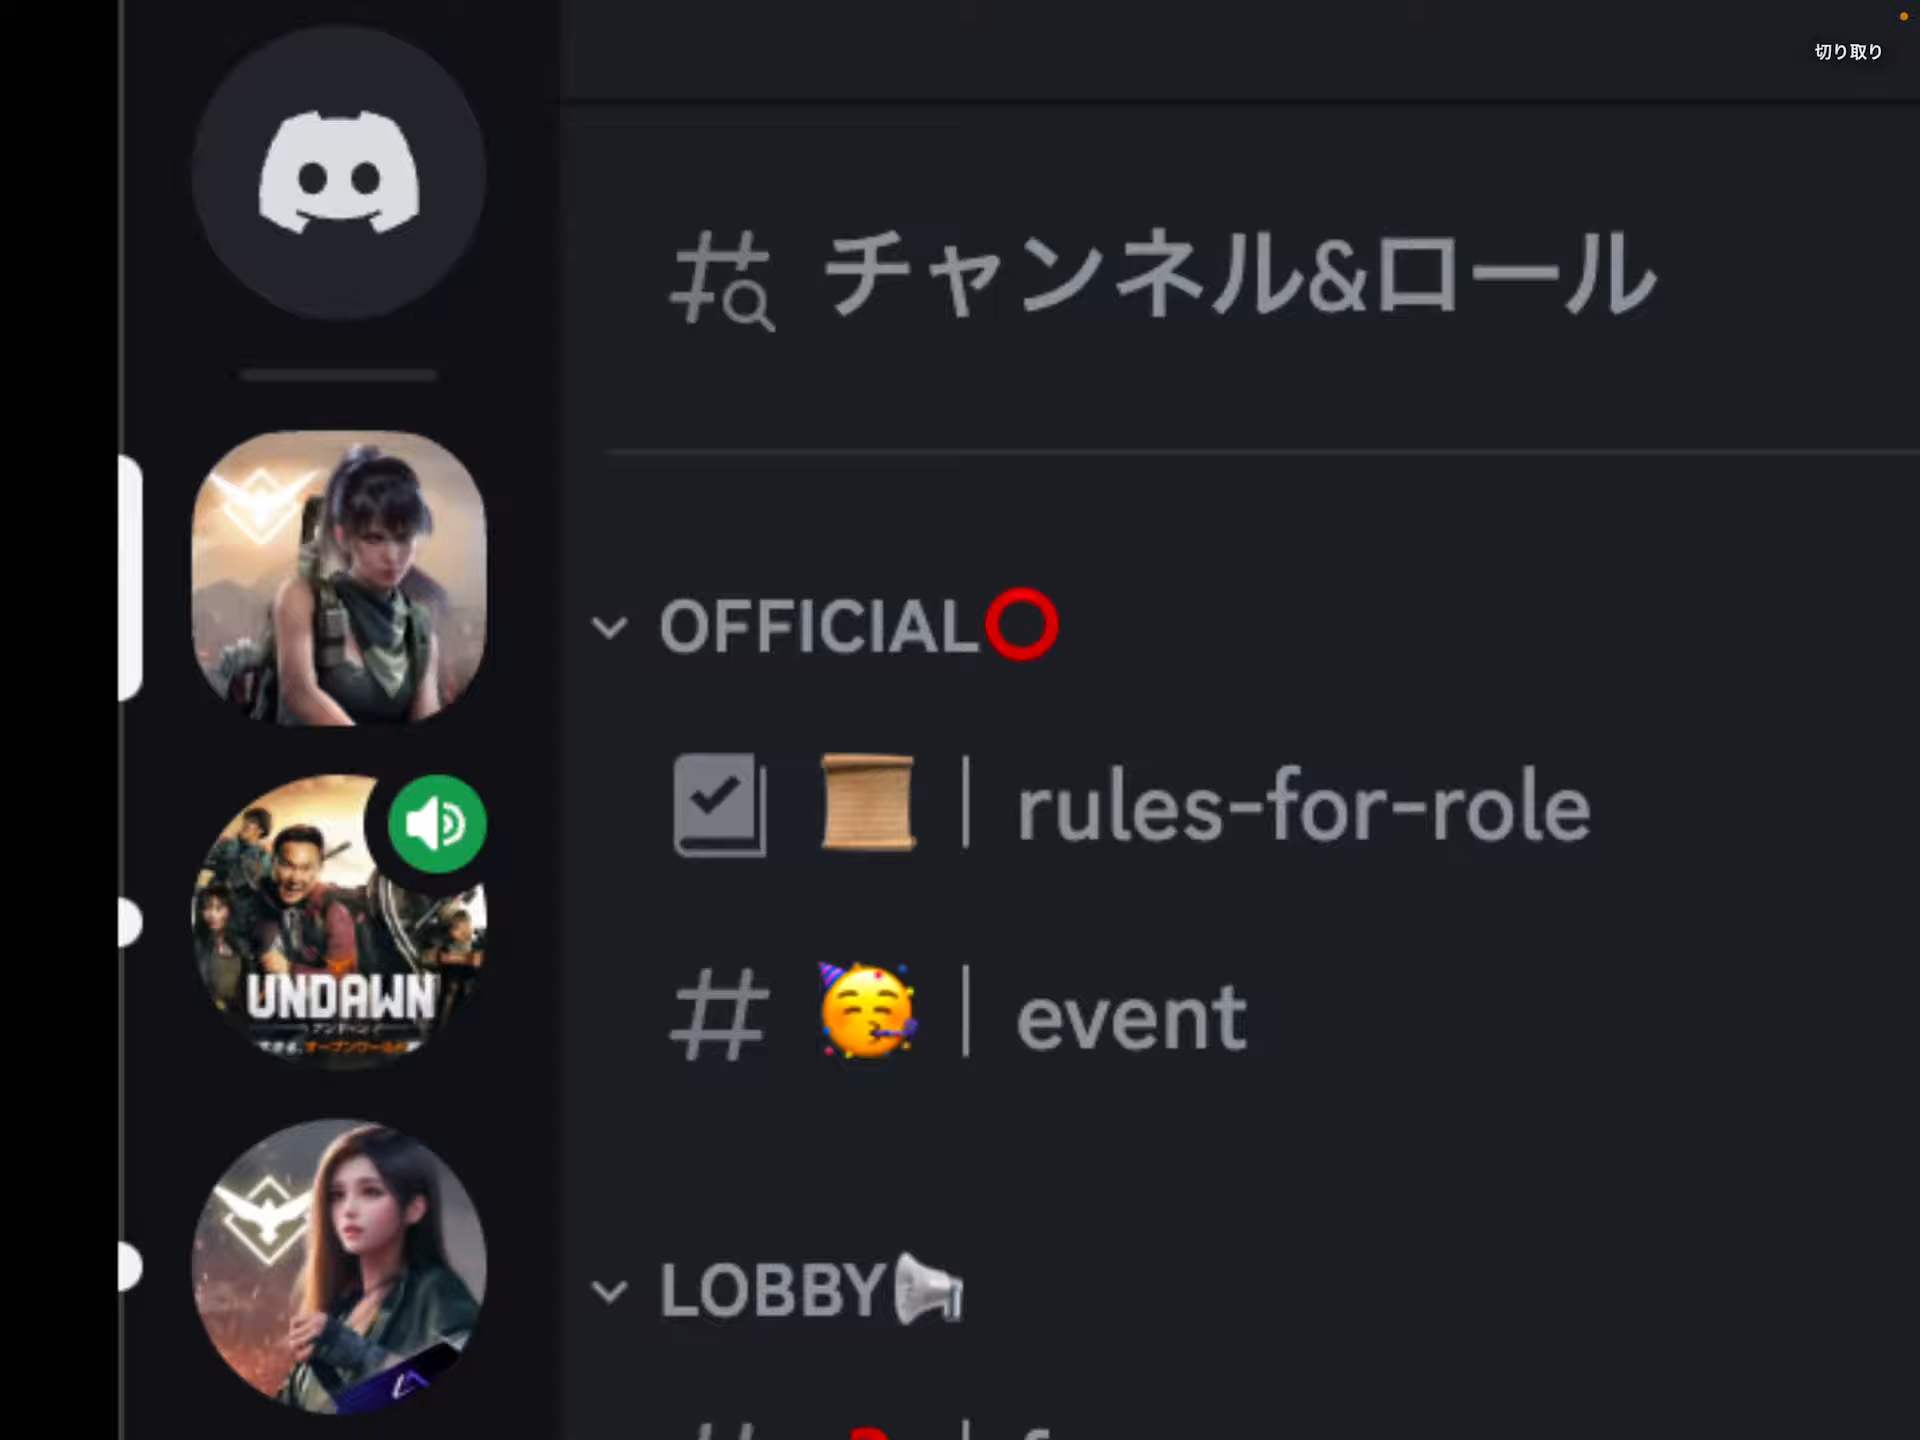 切り取り
チャンネル&ロール
OFFICIAL⭕
📜 | rules-for-role
🥳 | event
UNDAWN
LOBBY📢